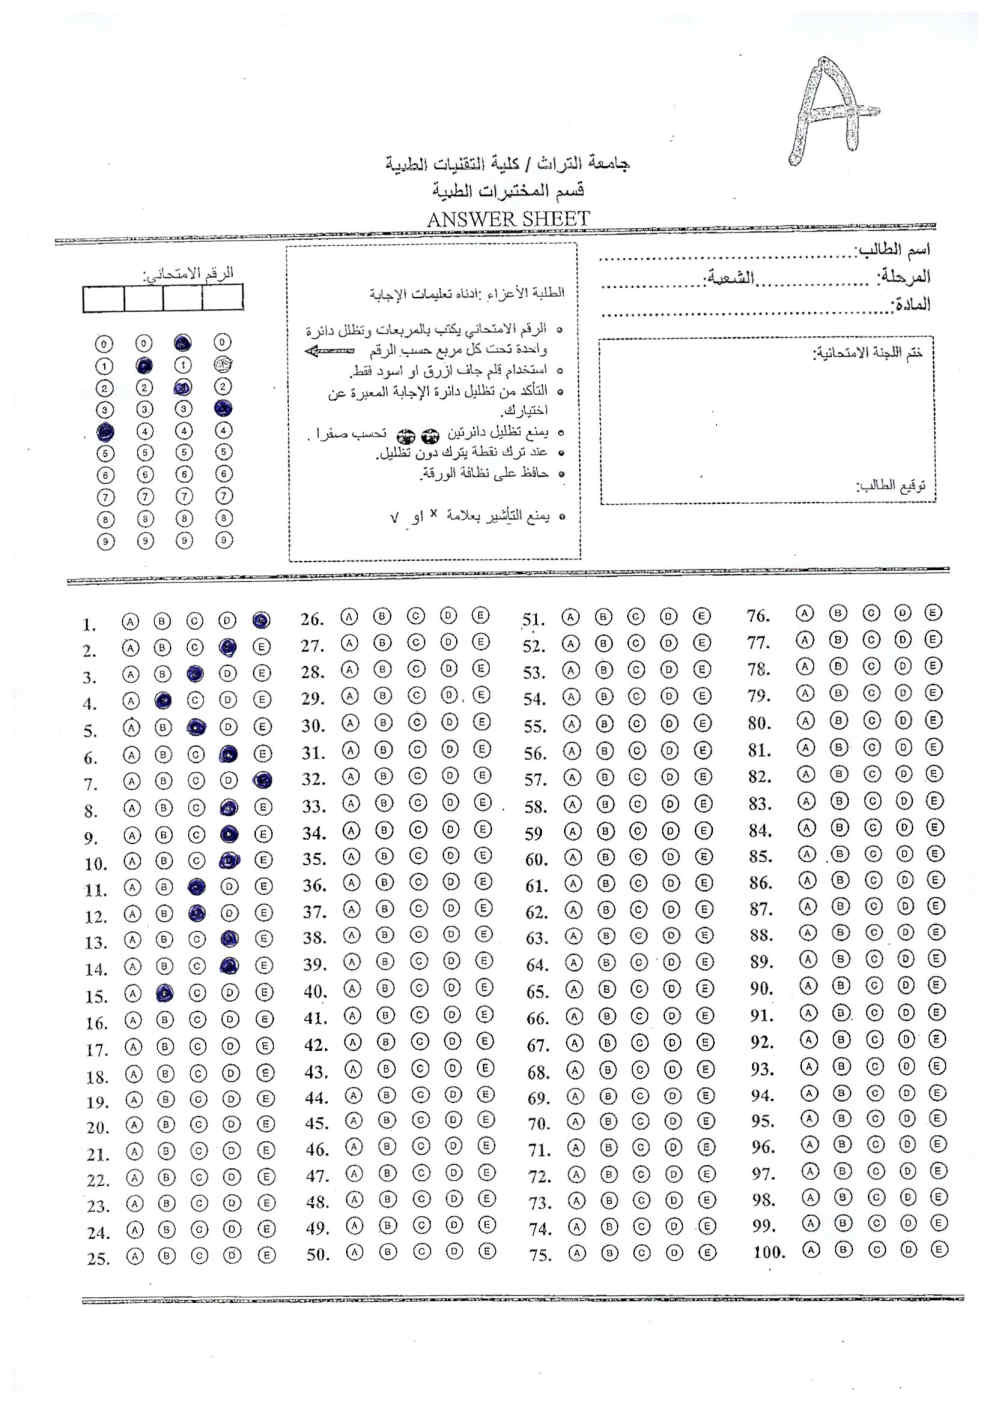 A
جامعة التراث / كلية التقنيات الطبية
قسم المختبرات الطبية
ANSWER SHEET
اسم الطالب:
المرحلة: الشعبة:
المادة:
ختم اللجنة الامتحانية:
توقيع الطالب:
الطلبة الأعزاء :ادناه تعليمات الإجابة
الرقم الامتحاني يكتب بالمربعات وتظلل دائرة
واحدة تحت كل مربع حسب الرقم
استخدام قلم جاف ازرق او اسود فقط.
التأكد من تظليل دائرة الإجابة المعبرة عن
اختيارك.
يمنع تظليل دائرتين تحسب صفرا .
عند ترك نقطة يترك دون تظليل.
حافظ على نظافة الورقة.
يمنع التأشير بعلامة × او √
الرقم الامتحاني:
0 0 0
1 1
2 2 2
3 3 3
4 4 4
5 5 5 5
6 6 6 6
7 7 7 7
8 8 8 8
9 9 9 9
1. A B C D
2. A B C E
3. A B D E
4. A C D E
5. A B D E
6. A B C E
7. A B C D
8. A B C E
9. A B C E
10. A B C E
11. A B D E
12. A B D E
13. A B C E
14. A B C E
15. A C D E
16. A B C D E
17. A B C D E
18. A B C D E
19. A B C D E
20. A B C D E
21. A B C D E
22. A B C D E
23. A B C D E
24. A B C D E
25. A B C D E
26. A B C D E
27. A B C D E
28. A B C D E
29. A B C D E
30. A B C D E
31. A B C D E
32. A B C D E
33. A B C D E
34. A B C D E
35. A B C D E
36. A B C D E
37. A B C D E
38. A B C D E
39. A B C D E
40. A B C D E
41. A B C D E
42. A B C D E
43. A B C D E
44. A B C D E
45. A B C D E
46. A B C D E
47. A B C D E
48. A B C D E
49. A B C D E
50. A B C D E
51. A B C D E
52. A B C D E
53. A B C D E
54. A B C D E
55. A B C D E
56. A B C D E
57. A B C D E
58. A B C D E
59 A B C D E
60. A B C D E
61. A B C D E
62. A B C D E
63. A B C D E
64. A B C D E
65. A B C D E
66. A B C D E
67. A B C D E
68. A B C D E
69. A B C D E
70. A B C D E
71. A B C D E
72. A B C D E
73. A B C D E
74. A B C D E
75. A B C D E
76. A B C D E
77. A B C D E
78. A B C D E
79. A B C D E
80. A B C D E
81. A B C D E
82. A B C D E
83. A B C D E
84. A B C D E
85. A B C D E
86. A B C D E
87. A B C D E
88. A B C D E
89. A B C D E
90. A B C D E
91. A B C D E
92. A B C D E
93. A B C D E
94. A B C D E
95. A B C D E
96. A B C D E
97. A B C D E
98. A B C D E
99. A B C D E
100. A B C D E